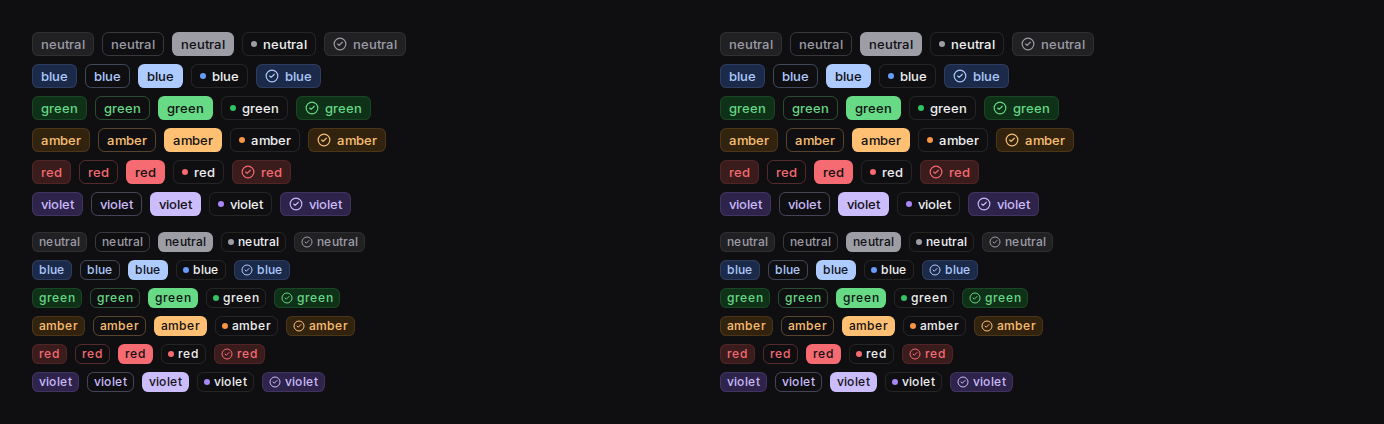 neutral neutral neutral neutral neutral neutral neutral neutral neutral neutral
blue blue blue blue blue blue blue blue blue blue
green green green green green green green green green green
amber amber amber amber amber amber amber amber amber amber
red red red red red red red red red red
violet violet violet violet violet violet violet violet violet violet
neutral neutral neutral neutral neutral neutral neutral neutral neutral neutral
blue blue blue blue blue blue blue blue blue blue
green green green green green green green green green green
amber amber amber amber amber amber amber amber amber amber
red red red red red red red red red red
violet violet violet violet violet violet violet violet violet violet